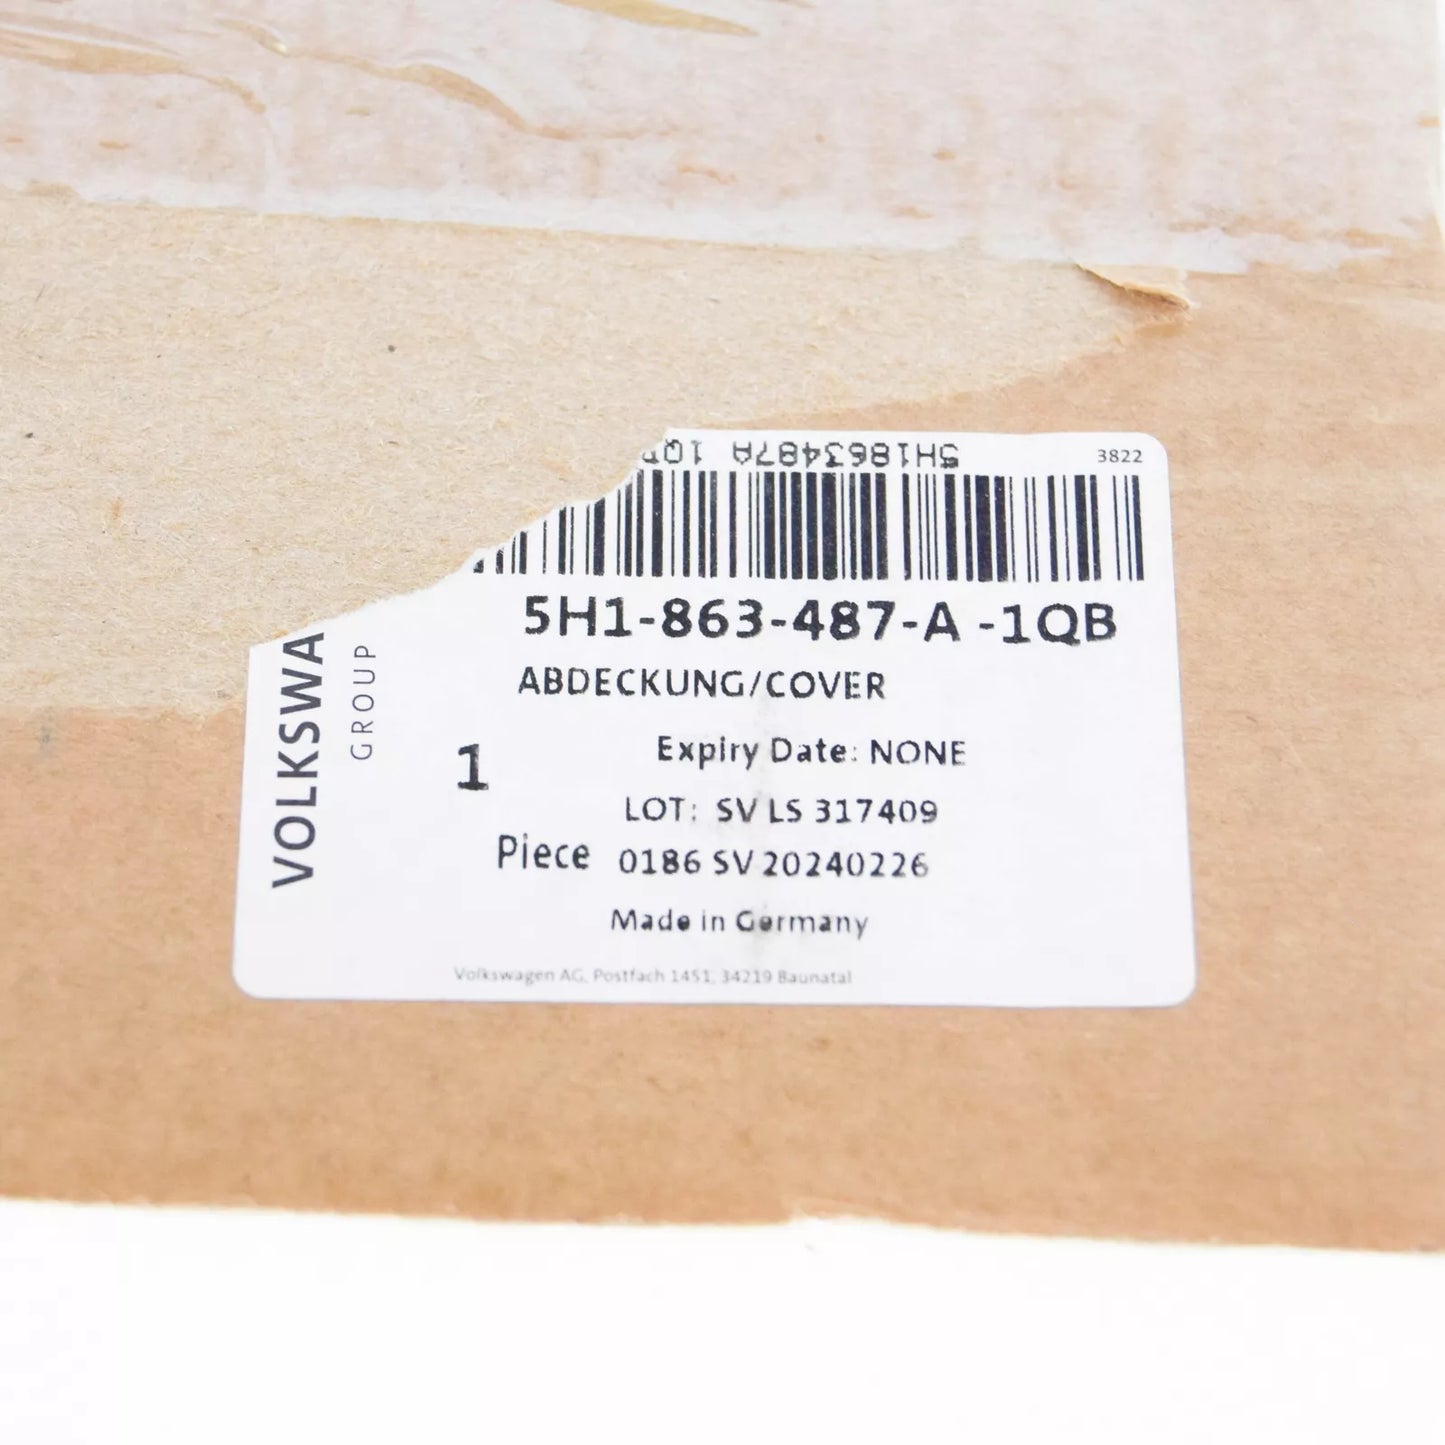 5H1863487A 1QB
3822
5H1-863-487-A -1QB
ABDECKUNG/COVER
VOLKSWA
GROUP
1
Piece
Expiry Date: NONE
LOT: SV LS 317409
0186 SV 20240226
Made in Germany
Volkswagen AG, Postfach 1451, 34219 Baunatal